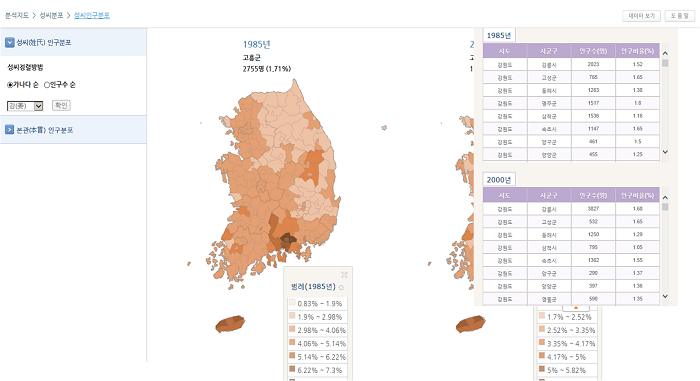 분석지도 > 성씨분포 > 성씨인구분포
데이타 보기
도 움 말
성씨(姓氏) 인구분포
성씨정렬방법
가나다 순 인구수 순
강(姜) 확인
본관(本貫) 인구분포
1985년
고흥군
2755명 (1.71%)
2
고
1
범례(1985년)
0.83% ~ 1.9%
1.9% ~ 2.98%
2.98% ~ 4.06%
4.06% ~ 5.14%
5.14% ~ 6.22%
6.22% ~ 7.3%
1985년
시도 시군구 인구수(명) 인구비율(%)
강원도 강릉시 2023 1.52
강원도 고성군 765 1.65
강원도 동해시 1283 1.38
강원도 명주군 1517 1.8
강원도 삼척군 1536 1.16
강원도 속초시 1147 1.65
강원도 양구군 461 1.5
강원도 양양군 455 1.25
2000년
시도 시군구 인구수(명) 인구비율(%)
강원도 강릉시 3827 1.68
강원도 고성군 532 1.65
강원도 동해시 1250 1.29
강원도 삼척시 795 1.05
강원도 속초시 1362 1.55
강원도 양구군 290 1.37
강원도 양양군 397 1.36
강원도 영월군 590 1.35
1.7% ~ 2.52%
2.52% ~ 3.35%
3.35% ~ 4.17%
4.17% ~ 5%
5% ~ 5.82%